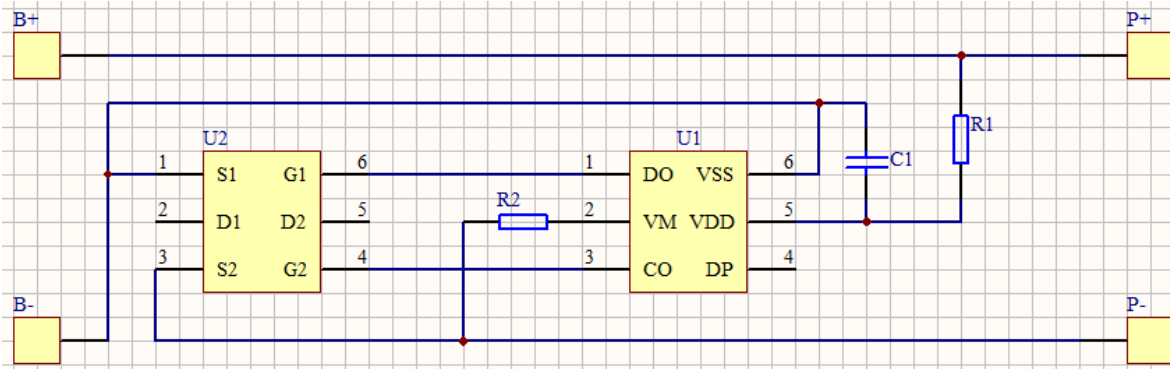 B+
P+
U2
U1
R1
1
S1
G1
6
1
DO
VSS
6
C1
R2
2
D1
D2
5
2
VM
VDD
5
3
S2
G2
4
3
CO
DP
4
B-
P-